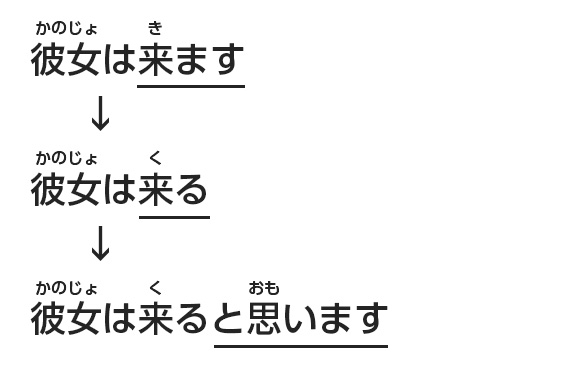 かのじょ き
彼女は来ます
↓
かのじょ く
彼女は来る
↓
かのじょ く おも
彼女は来ると思います